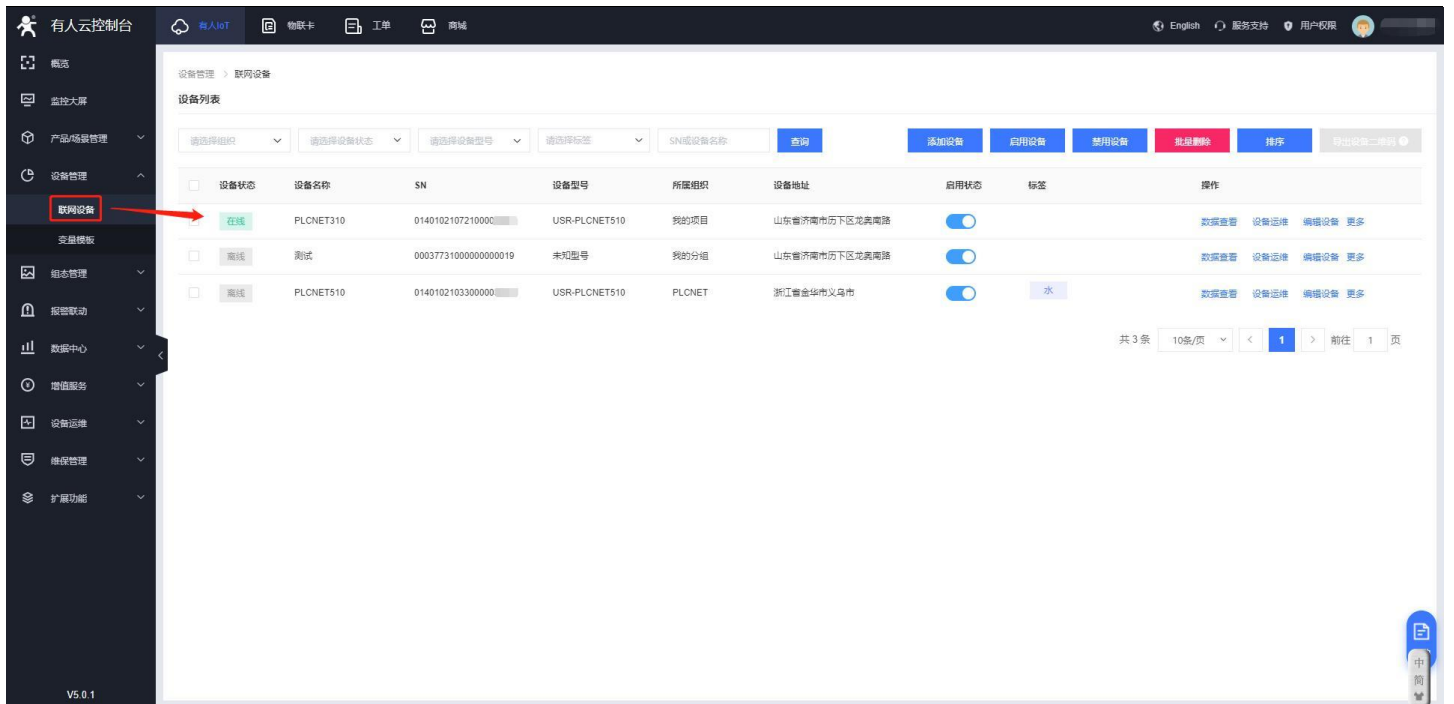 有人云控制台 有人IoT 物联卡 工单 商城 English 服务支持 用户权限
概览
监控大屏
产品/场景管理
设备管理
联网设备
变量模板
组态管理
报警联动
数据中心
增值服务
设备运维
维保管理
扩展功能
V5.0.1
设备管理 > 联网设备
设备列表
请选择组织 请选择设备状态 请选择设备型号 请选择标签 SN或设备名称 查询 添加设备 启用设备 禁用设备 批量删除 排序 导出设备二维码
设备状态 设备名称 SN 设备型号 所属组织 设备地址 启用状态 标签 操作
在线 PLCNET310 0140102107210000 USR-PLCNET510 我的项目 山东省济南市历下区龙奥南路 数据查看 设备运维 编辑设备 更多
离线 测试 00037731000000000019 未知型号 我的分组 山东省济南市历下区龙奥南路 数据查看 设备运维 编辑设备 更多
离线 PLCNET510 0140102103300000 USR-PLCNET510 PLCNET 浙江省金华市义乌市 水 数据查看 设备运维 编辑设备 更多
共 3 条 10条/页 < 1 > 前往 1 页
中
简